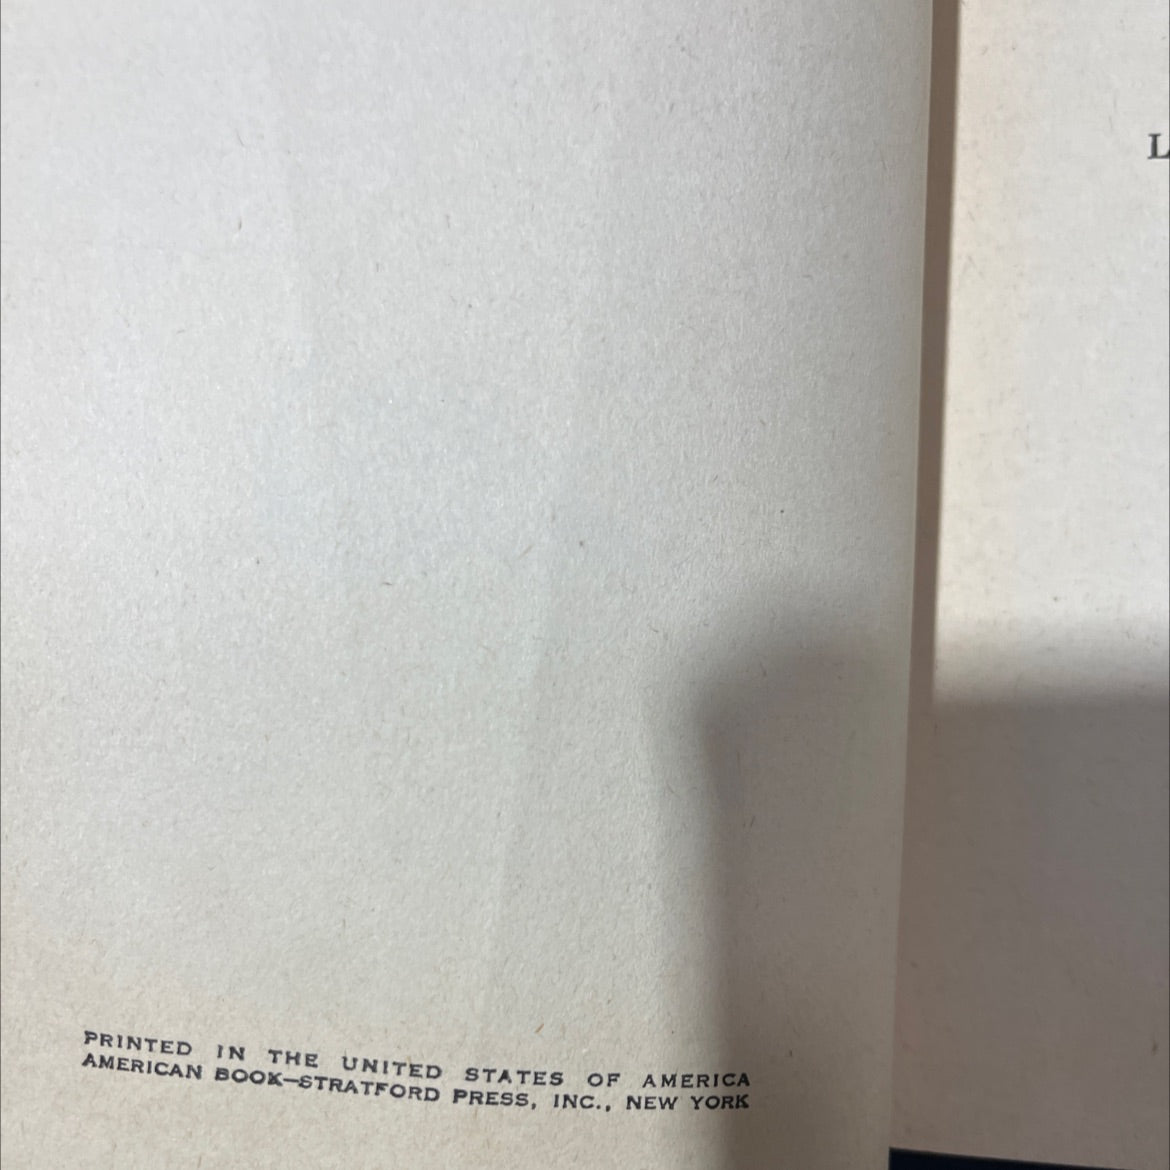 PRINTED IN THE UNITED STATES OF AMERICA
AMERICAN BOOK—STRATFORD PRESS, INC., NEW YORK
L